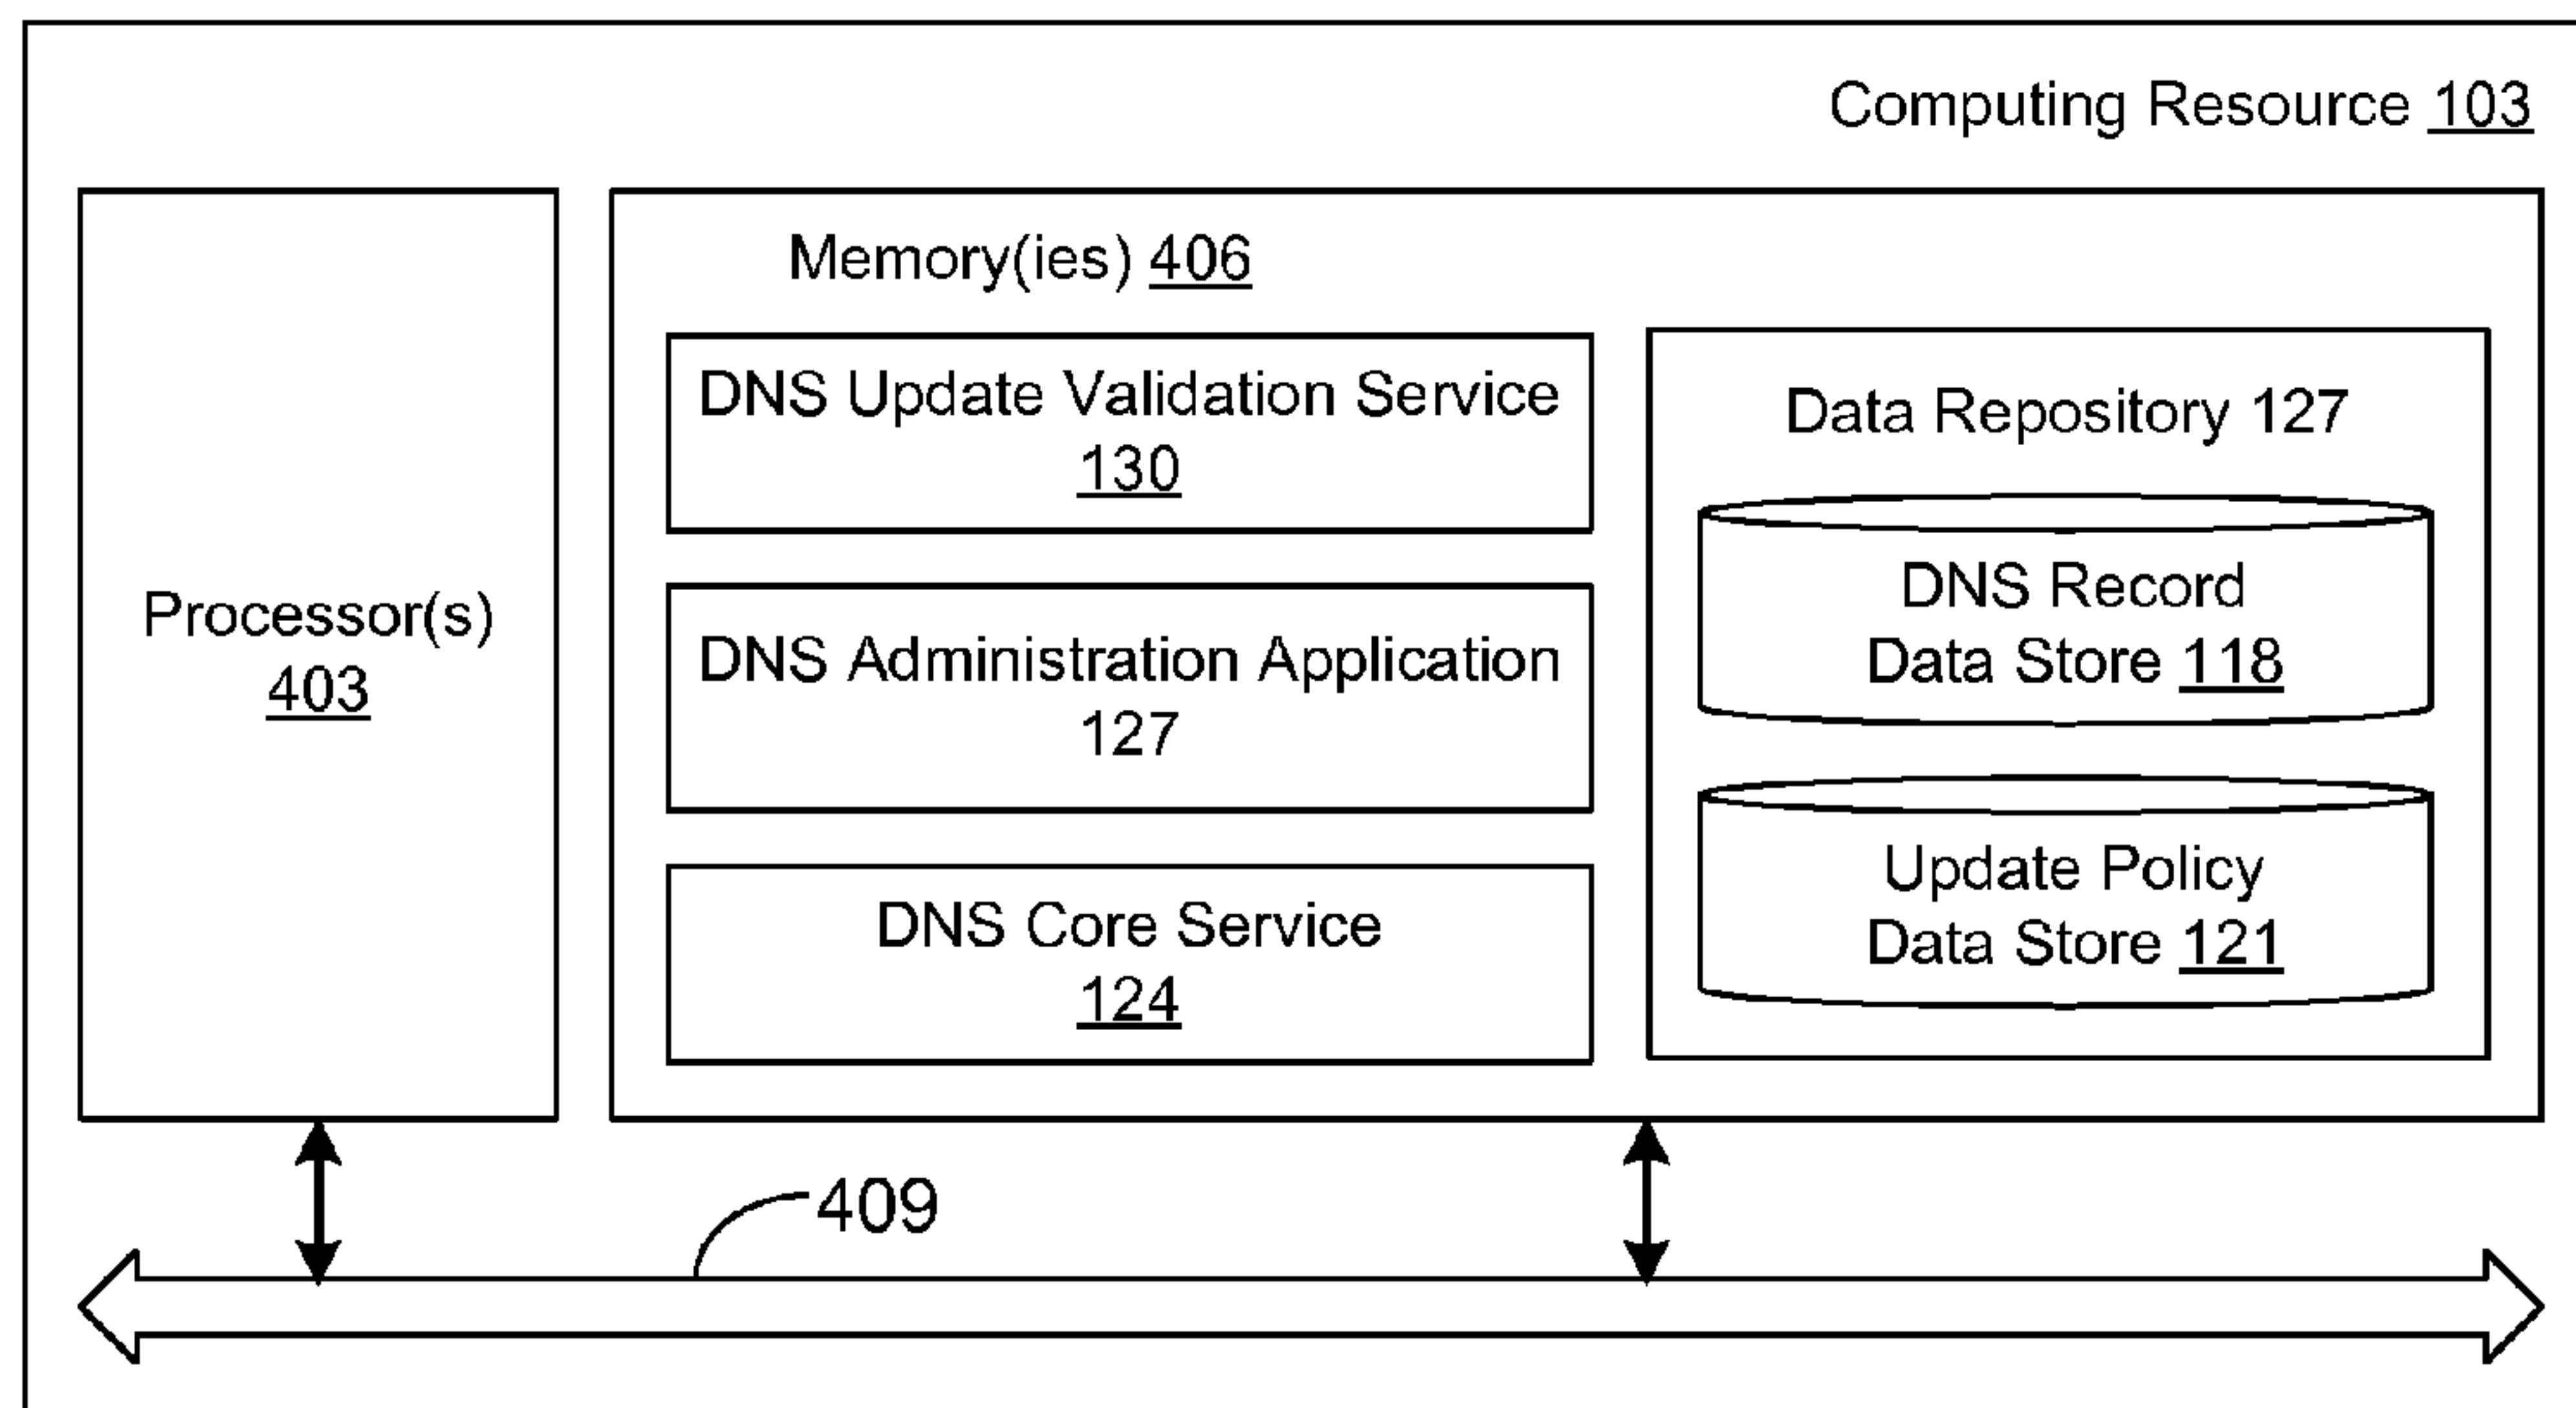 Computing Resource 103
Processor(s)
403
Memory(ies) 406
DNS Update Validation Service
130
DNS Administration Application
127
DNS Core Service
124
Data Repository 127
DNS Record
Data Store 118
Update Policy
Data Store 121
409